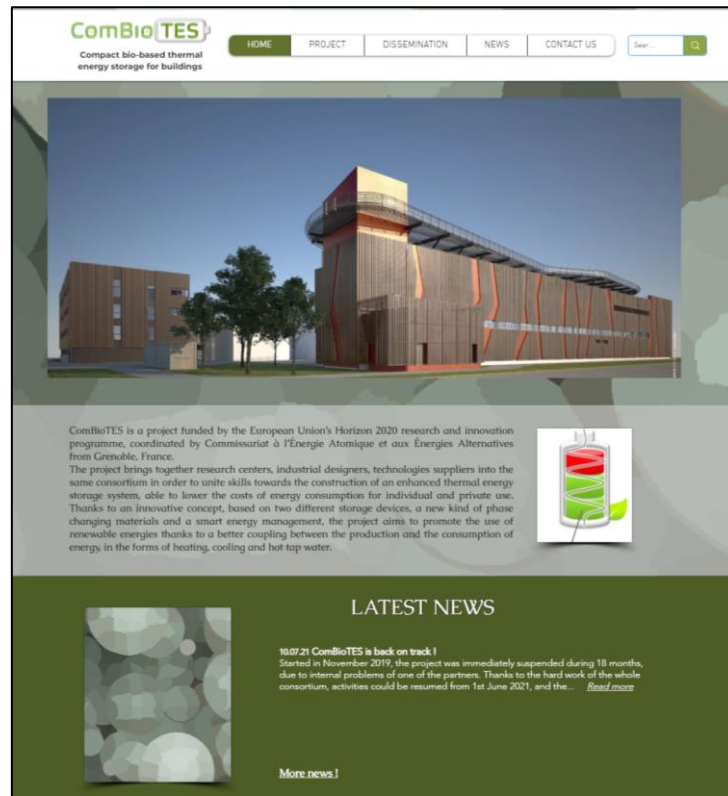 ComBio TES
Compact bio-based thermal
energy storage for buildings
HOME
PROJECT
DISSEMINATION
NEWS
CONTACT US
Sear...
ComBioTES is a project funded by the European Union's Horizon 2020 research and innovation
programme, coordinated by Commissariat à l'Énergie Atomique et aux Énergies Alternatives
from Grenoble, France.
The project brings together research centers, industrial designers, technologies suppliers into the
same consortium in order to unite skills towards the construction of an enhanced thermal energy
storage system, able to lower the costs of energy consumption for individual and private use.
Thanks to an innovative concept, based on two different storage devices, a new kind of phase
changing materials and a smart energy management, the project aims to promote the use of
renewable energies thanks to a better coupling between the production and the consumption of
energy, in the forms of heating, cooling and hot tap water.
LATEST NEWS
10.07.21 ComBioTES is back on track !
Started in November 2019, the project was immediately suspended during 18 months,
due to internal problems of one of the partners. Thanks to the hard work of the whole
consortium, activities could be resumed from 1st June 2021, and the... Read more
More news !